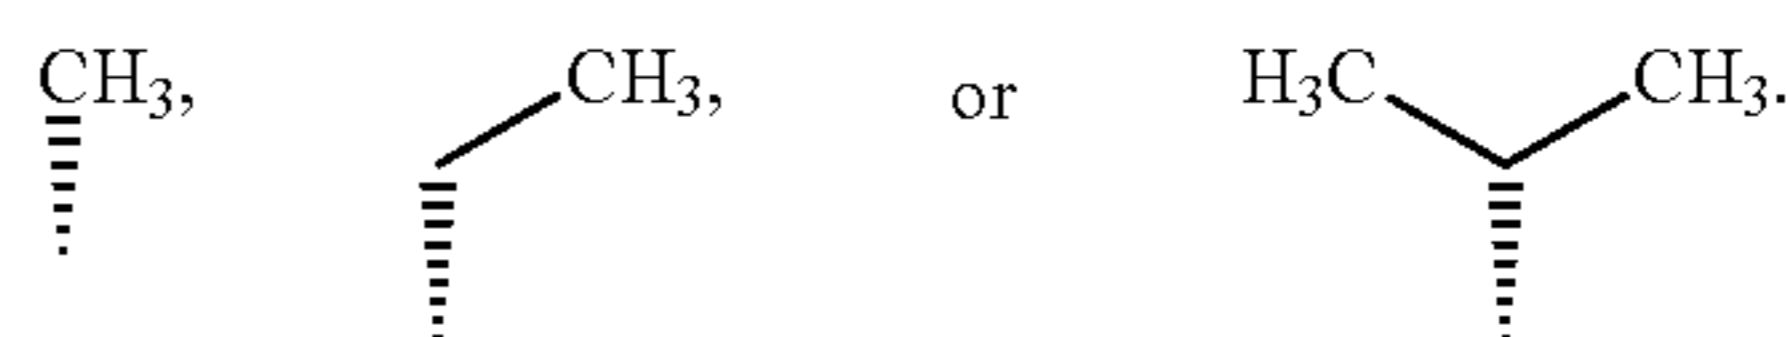 CH3, CH3, or H3C CH3.